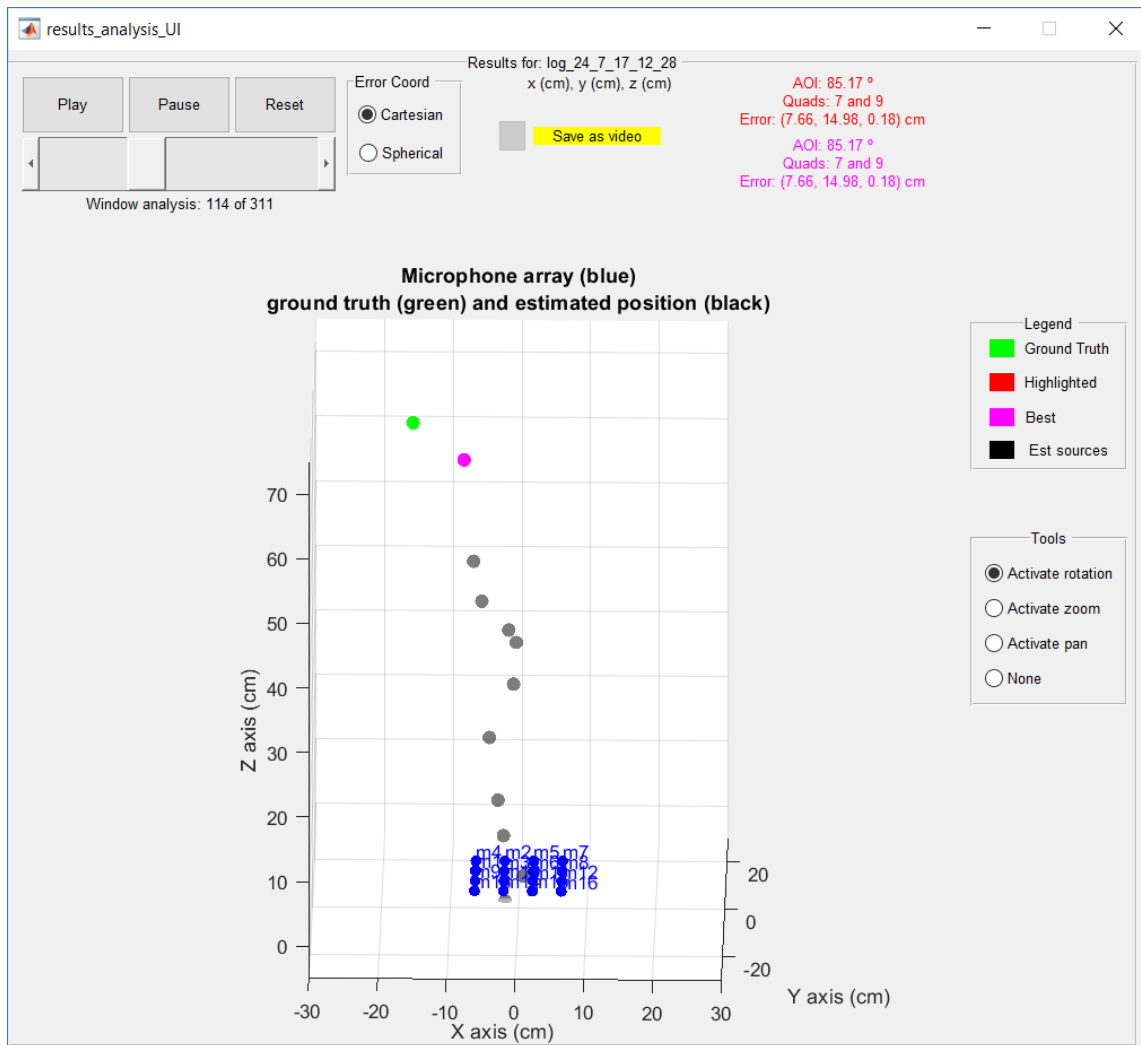 results_analysis_UI
Results for: log_24_7_17_12_28
Play
Pause
Reset
Window analysis: 114 of 311
Error Coord
Cartesian
Spherical
x (cm), y (cm), z (cm)
Save as video
AOI: 85.17 º
Quads: 7 and 9
Error: (7.66, 14.98, 0.18) cm
AOI: 85.17 º
Quads: 7 and 9
Error: (7.66, 14.98, 0.18) cm
Microphone array (blue)
ground truth (green) and estimated position (black)
Legend
Ground Truth
Highlighted
Best
Est sources
Tools
Activate rotation
Activate zoom
Activate pan
None
Z axis (cm)
70
60
50
40
30
20
10
0
m4 m2 m5 m7
m8
m12
m16
-30 -20 -10 0 10 20 30
X axis (cm)
20
0
-20
Y axis (cm)